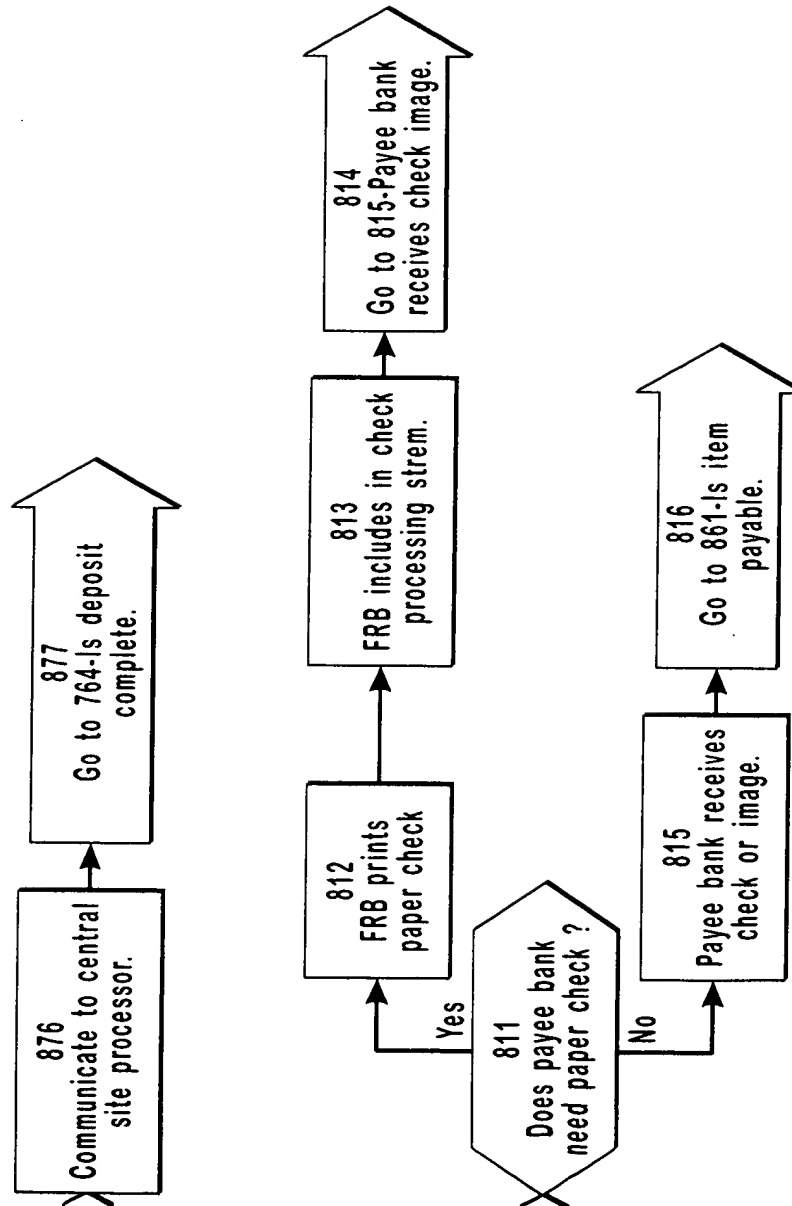 876
Communicate to central
site processor.
877
Go to 764-Is deposit
complete.
811
Does payee bank
need paper check ?
Yes
812
FRB prints
paper check
813
FRB includes in check
processing strem.
814
Go to 815-Payee bank
receives check image.
No
815
Payee bank receives
check or image.
816
Go to 861-Is item
payable.